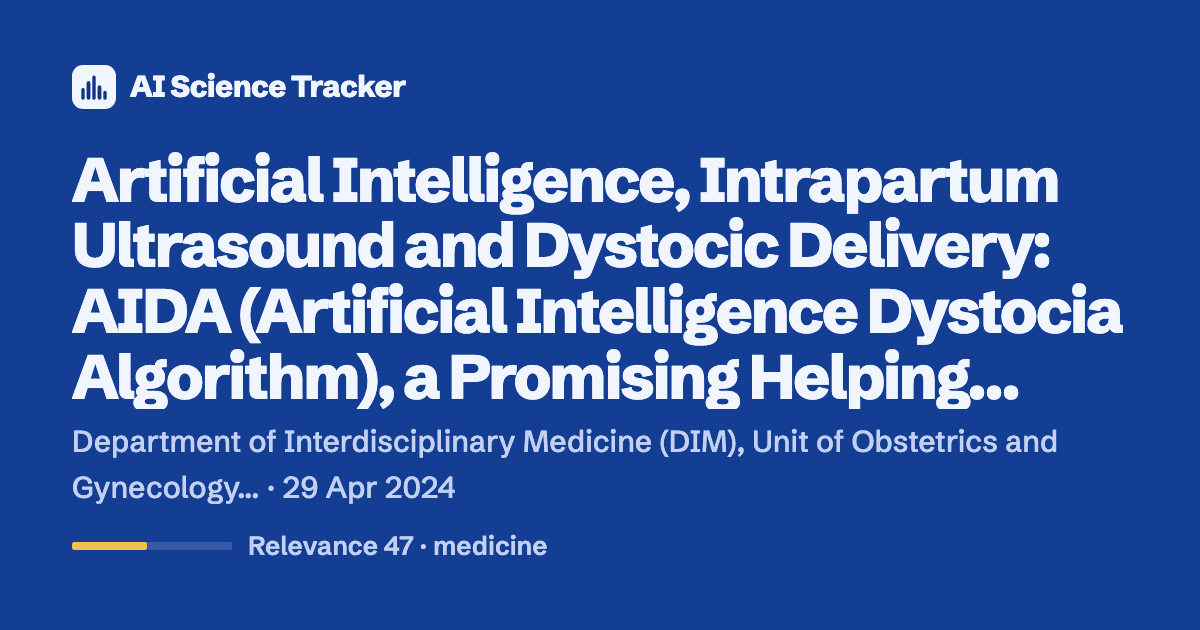 AI Science Tracker
Artificial Intelligence, Intrapartum
Ultrasound and Dystocic Delivery:
AIDA (Artificial Intelligence Dystocia
Algorithm), a Promising Helping...
Department of Interdisciplinary Medicine (DIM), Unit of Obstetrics and
Gynecology... · 29 Apr 2024
Relevance 47 · medicine